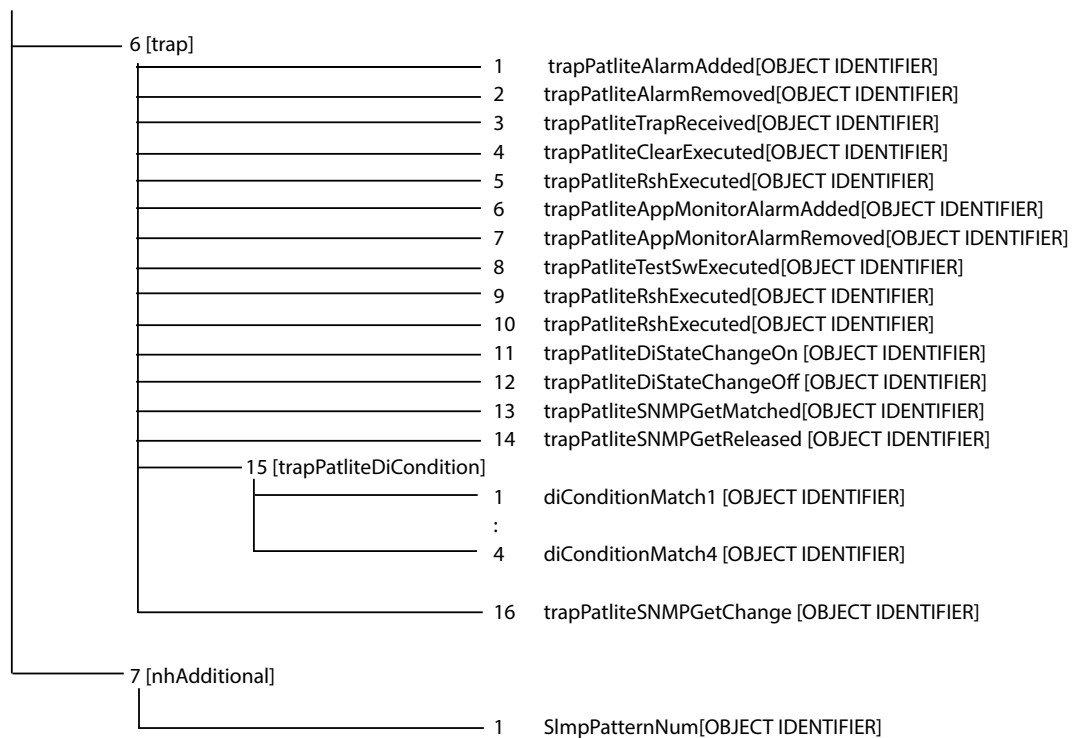 6 [trap]
1 trapPatliteAlarmAdded[OBJECT IDENTIFIER]
2 trapPatliteAlarmRemoved[OBJECT IDENTIFIER]
3 trapPatliteTrapReceived[OBJECT IDENTIFIER]
4 trapPatliteClearExecuted[OBJECT IDENTIFIER]
5 trapPatliteRshExecuted[OBJECT IDENTIFIER]
6 trapPatliteAppMonitorAlarmAdded[OBJECT IDENTIFIER]
7 trapPatliteAppMonitorAlarmRemoved[OBJECT IDENTIFIER]
8 trapPatliteTestSwExecuted[OBJECT IDENTIFIER]
9 trapPatliteRshExecuted[OBJECT IDENTIFIER]
10 trapPatliteRshExecuted[OBJECT IDENTIFIER]
11 trapPatliteDiStateChangeOn [OBJECT IDENTIFIER]
12 trapPatliteDiStateChangeOff [OBJECT IDENTIFIER]
13 trapPatliteSNMPGetMatched[OBJECT IDENTIFIER]
14 trapPatliteSNMPGetReleased [OBJECT IDENTIFIER]
15 [trapPatliteDiCondition]
1 diConditionMatch1 [OBJECT IDENTIFIER]
:
4 diConditionMatch4 [OBJECT IDENTIFIER]
16 trapPatliteSNMPGetChange [OBJECT IDENTIFIER]
7 [nhAdditional]
1 SlmpPatternNum[OBJECT IDENTIFIER]